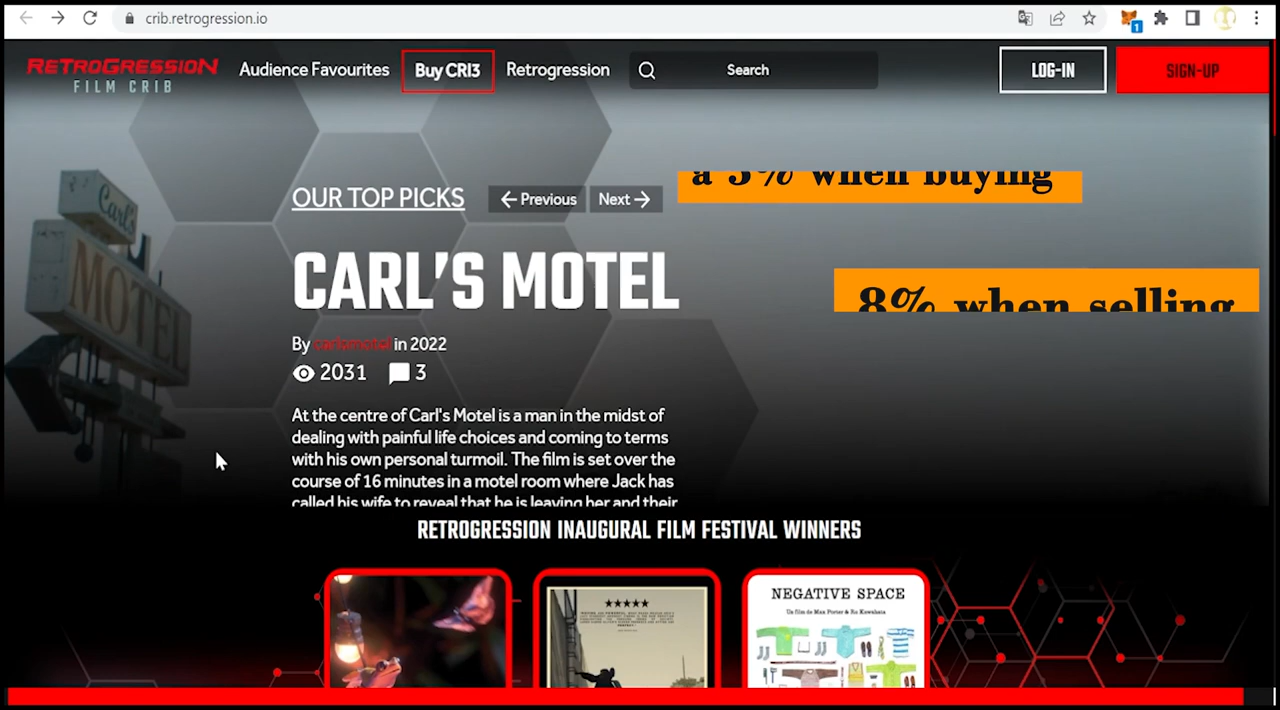 crib.retrogression.io
1
RETROGRESSION
FILM CRIB
Audience Favourites
Buy CRI3
Retrogression
Search
LOG-IN
SIGN-UP
Carl's
MOTEL
OUR TOP PICKS
Previous
Next
a 5% when buying
8% when selling
CARL'S MOTEL
By carlsmotel in 2022
2031 3
At the centre of Carl's Motel is a man in the midst of
dealing with painful life choices and coming to terms
with his own personal turmoil. The film is set over the
course of 16 minutes in a motel room where Jack has
called his wife to reveal that he is leaving her and their
RETROGRESSION INAUGURAL FILM FESTIVAL WINNERS
NEGATIVE SPACE
Un film de Max Porter & Ru Kuwahata